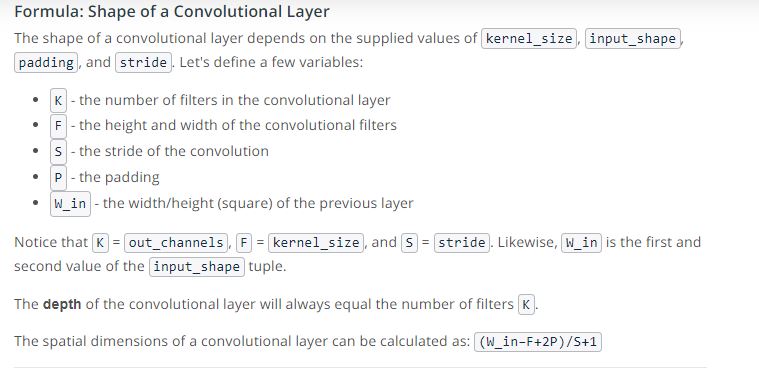 Formula: Shape of a Convolutional Layer
The shape of a convolutional layer depends on the supplied values of kernel_size, input_shape,
padding, and stride. Let's define a few variables:
• K - the number of filters in the convolutional layer
• F - the height and width of the convolutional filters
• S - the stride of the convolution
• P - the padding
• W_in - the width/height (square) of the previous layer
Notice that K = out_channels, F = kernel_size, and S = stride. Likewise, W_in is the first and
second value of the input_shape tuple.
The depth of the convolutional layer will always equal the number of filters K.
The spatial dimensions of a convolutional layer can be calculated as: (W_in−F+2P)/S+1